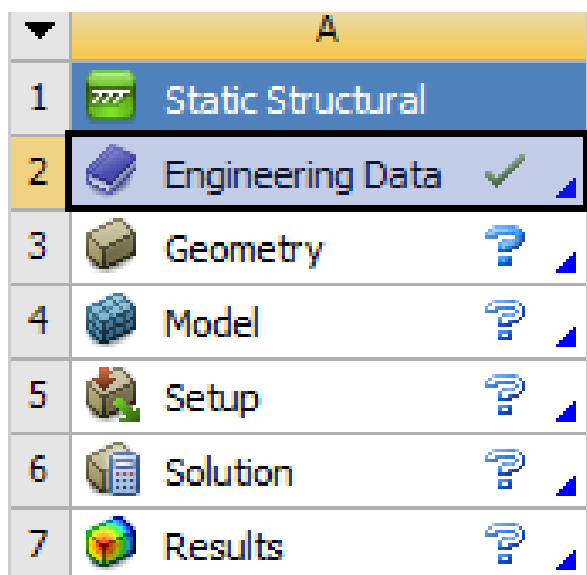 A
1 Static Structural
2 Engineering Data
3 Geometry ?
4 Model ?
5 Setup ?
6 Solution ?
7 Results ?